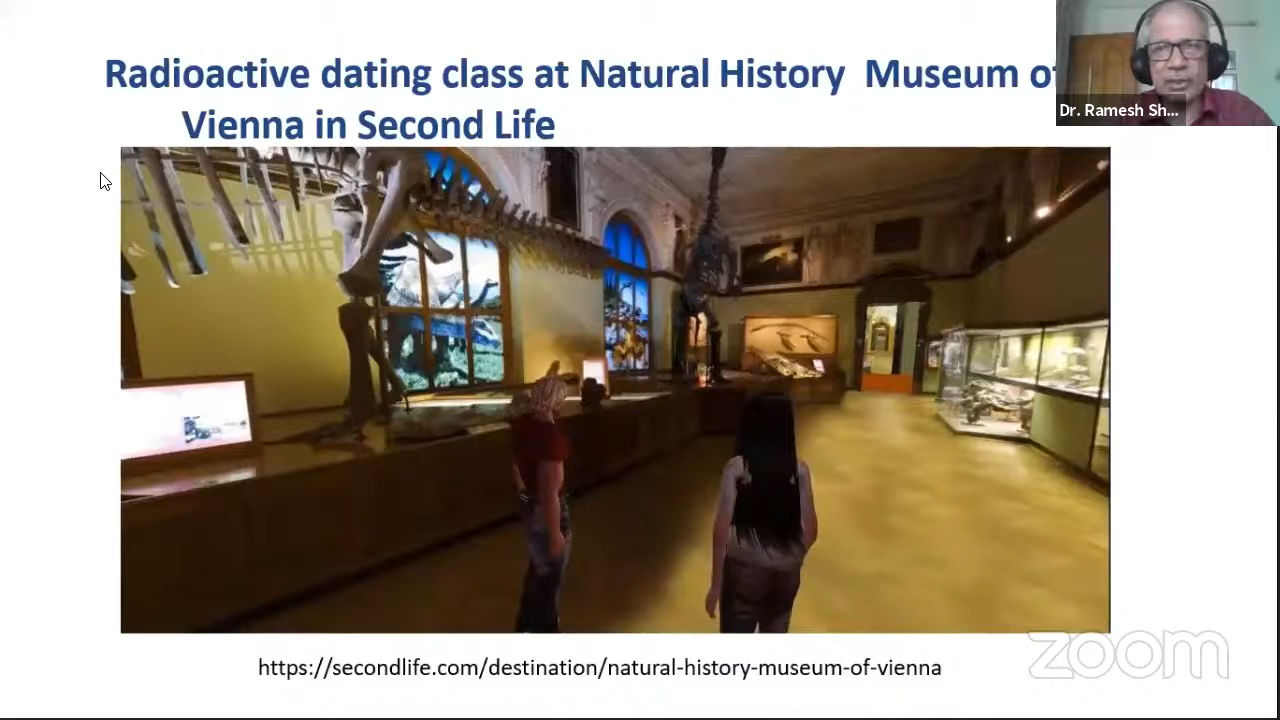 Radioactive dating class at Natural History Museum of
Vienna in Second Life
Dr. Ramesh Sh...
https://secondlife.com/destination/natural-history-museum-of-vienna
zoom